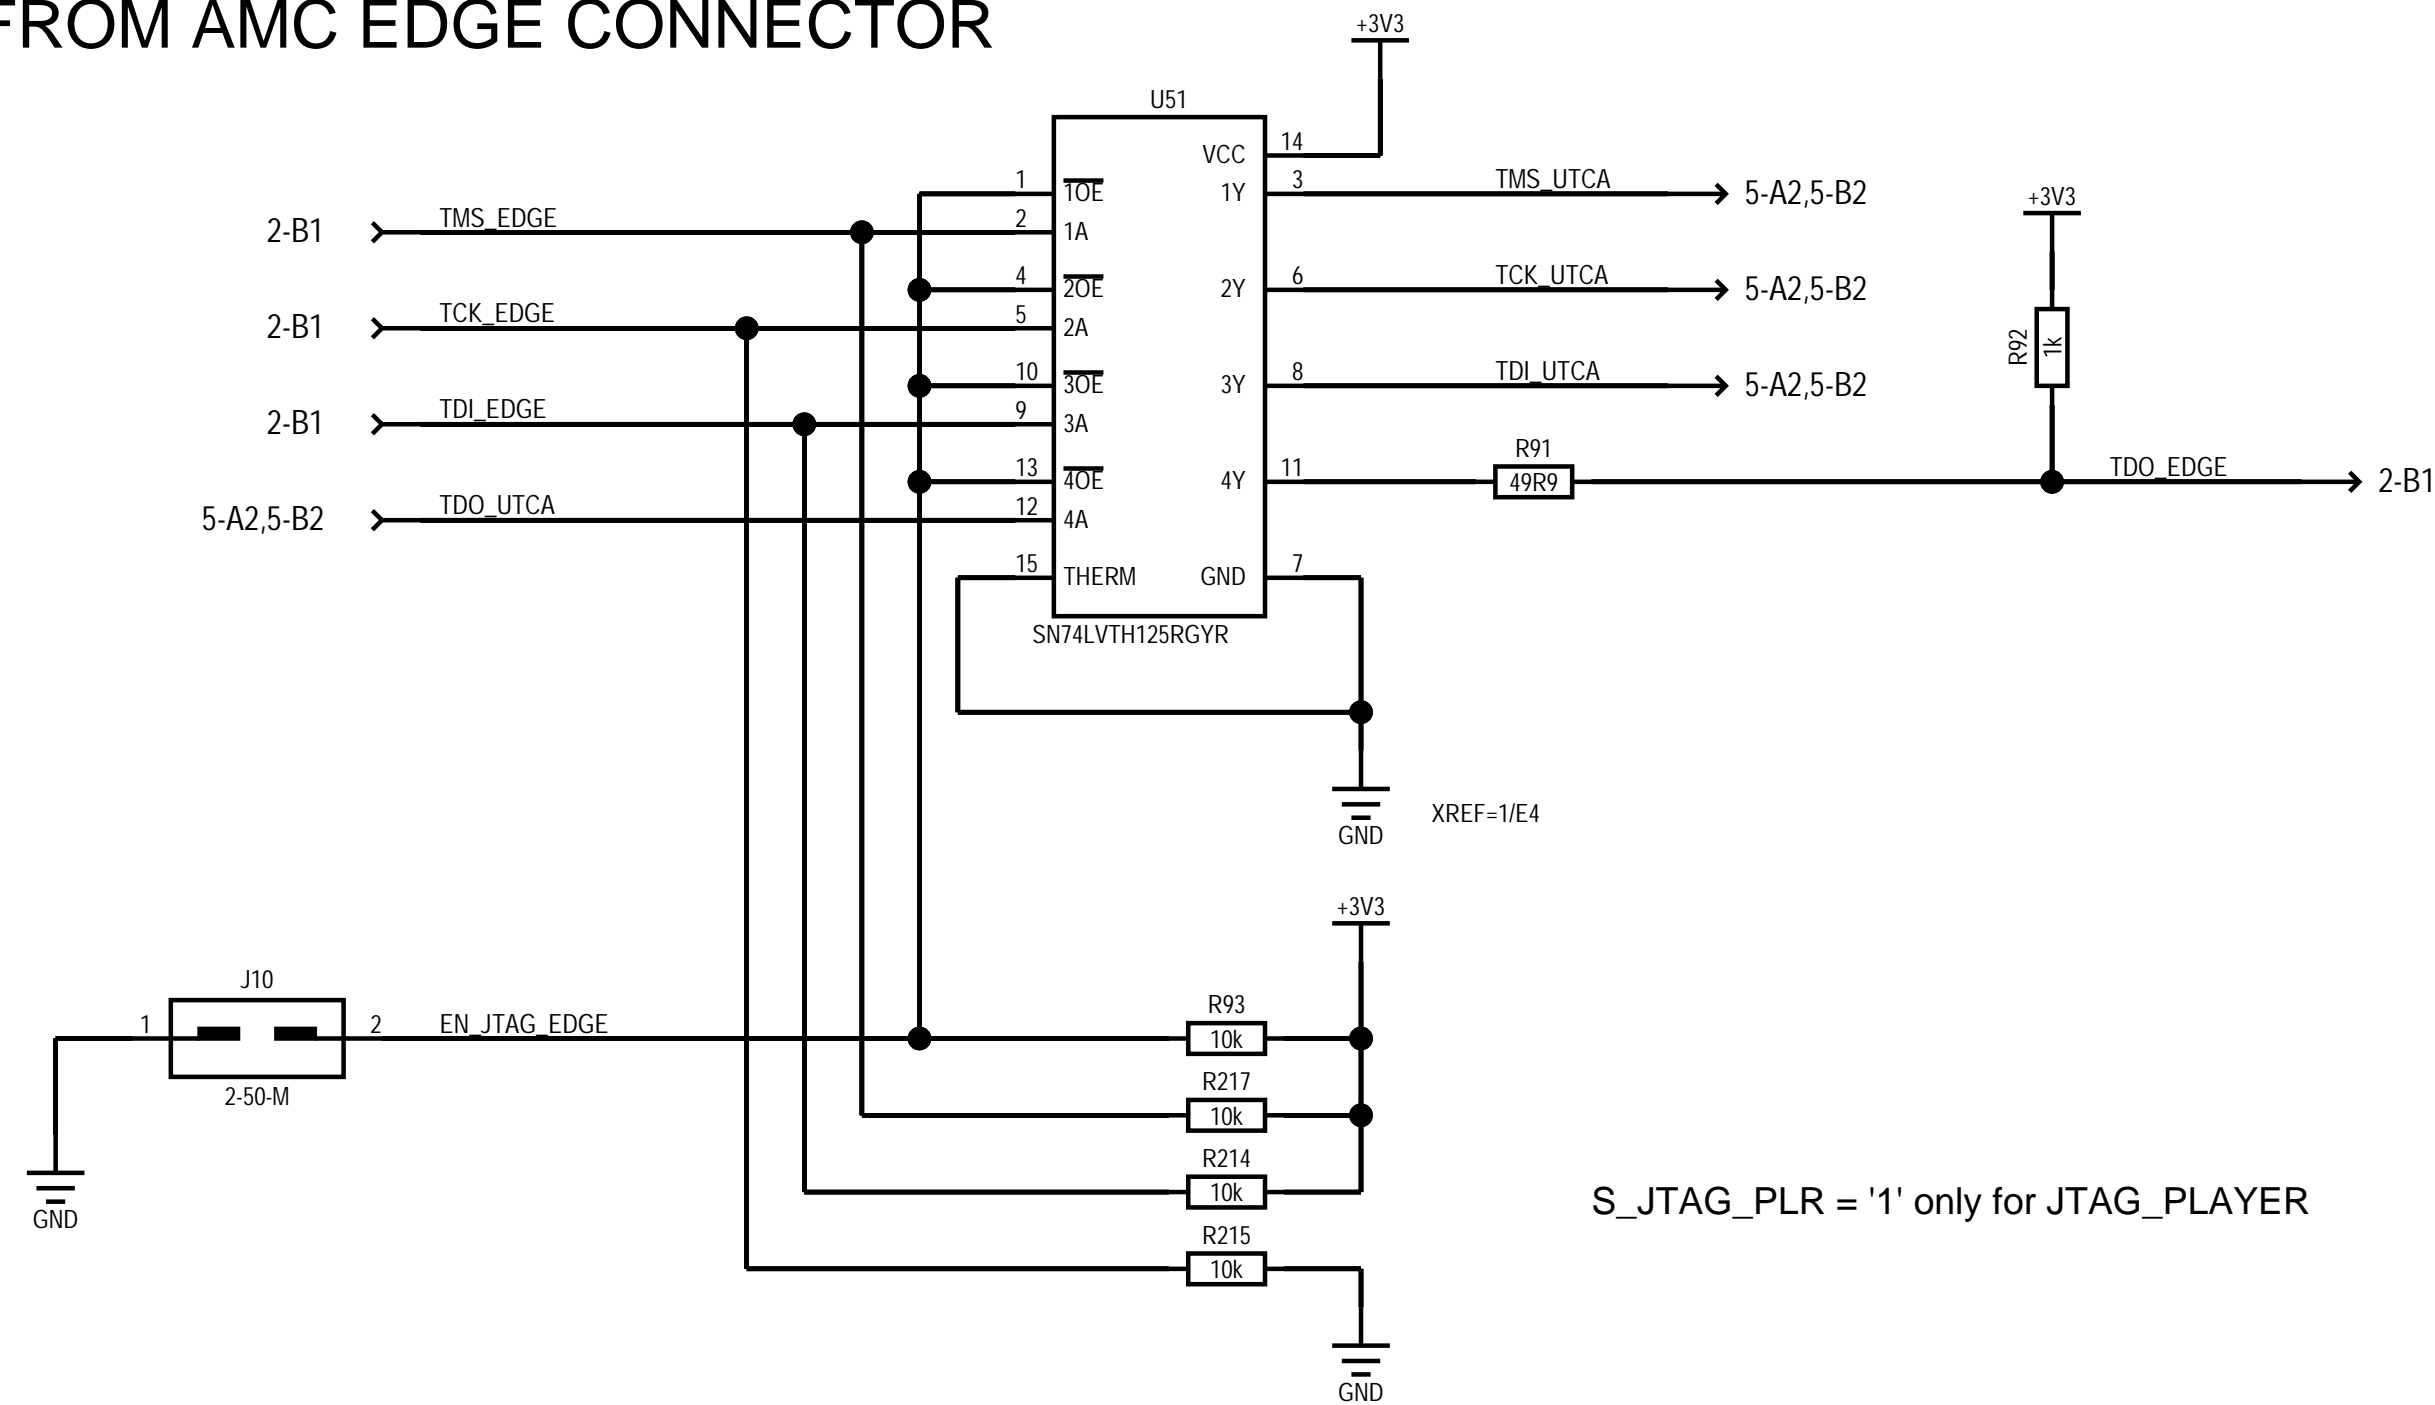 FROM AMC EDGE CONNECTOR
+3V3
U51
14
VCC
1
1OE
1Y
3
TMS_UTCA
5-A2,5-B2
+3V3
2-B1
TMS_EDGE
2
1A
4
2OE
2Y
6
TCK_UTCA
5-A2,5-B2
2-B1
TCK_EDGE
5
2A
R92
1k
10
3OE
3Y
8
TDI_UTCA
5-A2,5-B2
2-B1
TDI_EDGE
9
3A
R91
13
4OE
4Y
11
49R9
TDO_EDGE
2-B1
5-A2,5-B2
TDO_UTCA
12
4A
15
THERM
GND
7
SN74LVTH125RGYR
XREF=1/E4
GND
+3V3
J10
R93
1
2
EN_JTAG_EDGE
10k
R217
2-50-M
10k
R214
10k
S_JTAG_PLR = '1' only for JTAG_PLAYER
GND
R215
10k
GND